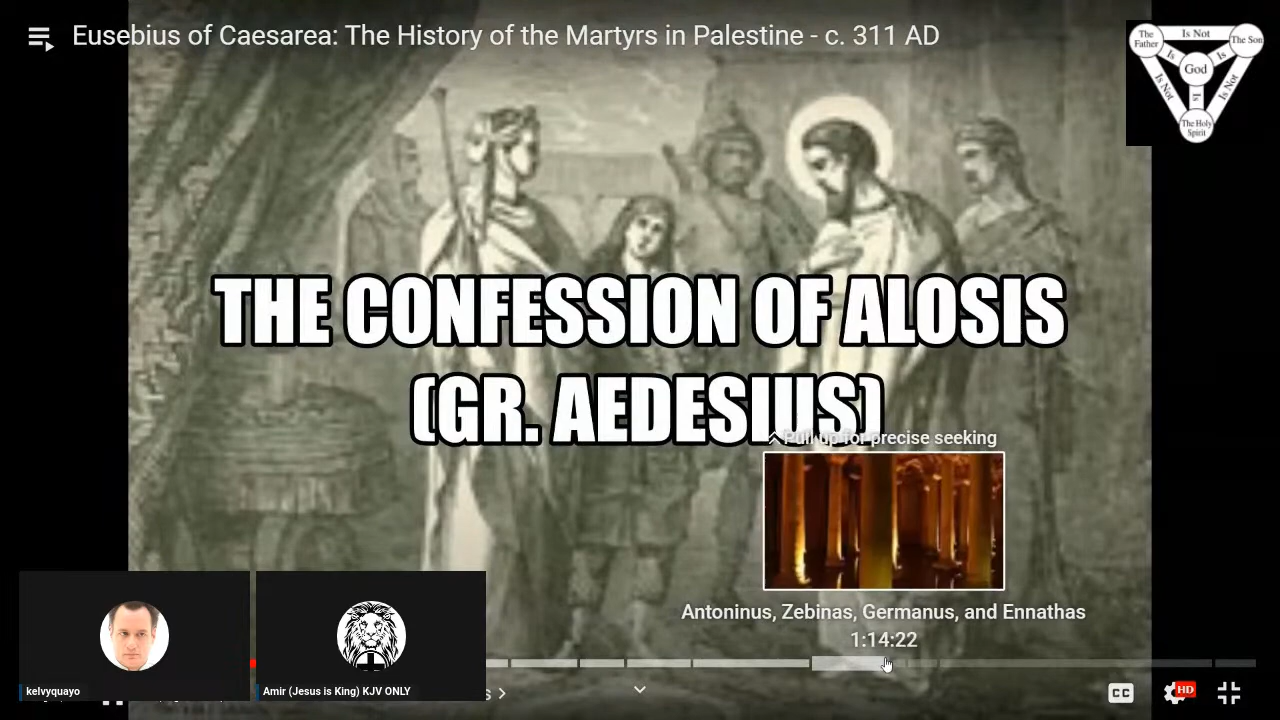 Eusebius of Caesarea: The History of the Martyrs in Palestine - c. 311 AD
The Father
Is Not
The Son
Is
Is
God
Is Not
Is
Is Not
The Holy Spirit
THE CONFESSION OF ALOSIS
(GR. AEDESIUS)
Pull up for precise seeking
Antoninus, Zebinas, Germanus, and Ennathas
1:14:22
kelvyquayo
Amir (Jesus is King) KJV ONLY
CC
HD